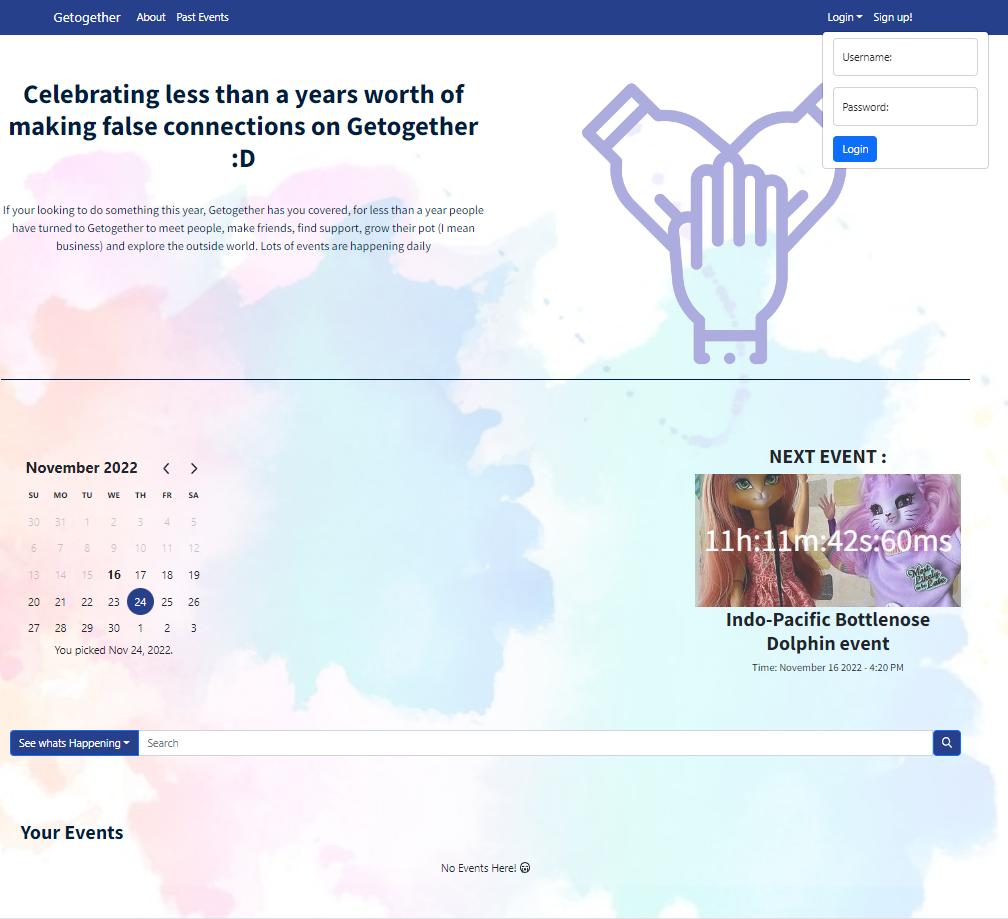 Getogether About Past Events Login Sign up!
Username:
Password:
Login
Celebrating less than a years worth of
making false connections on Getogether
:D
If your looking to do something this year, Getogether has you covered, for less than a year people
have turned to Getogether to meet people, make friends, find support, grow their pot (I mean
business) and explore the outside world. Lots of events are happening daily
November 2022
SU MO TU WE TH FR SA
30 31 1 2 3 4 5
6 7 8 9 10 11 12
13 14 15 16 17 18 19
20 21 22 23 24 25 26
27 28 29 30 1 2 3
You picked Nov 24, 2022.
NEXT EVENT :
11h:11m:42s:60ms
Indo-Pacific Bottlenose
Dolphin event
Time: November 16 2022 - 4:20 PM
See whats Happening Search
Your Events
No Events Here!